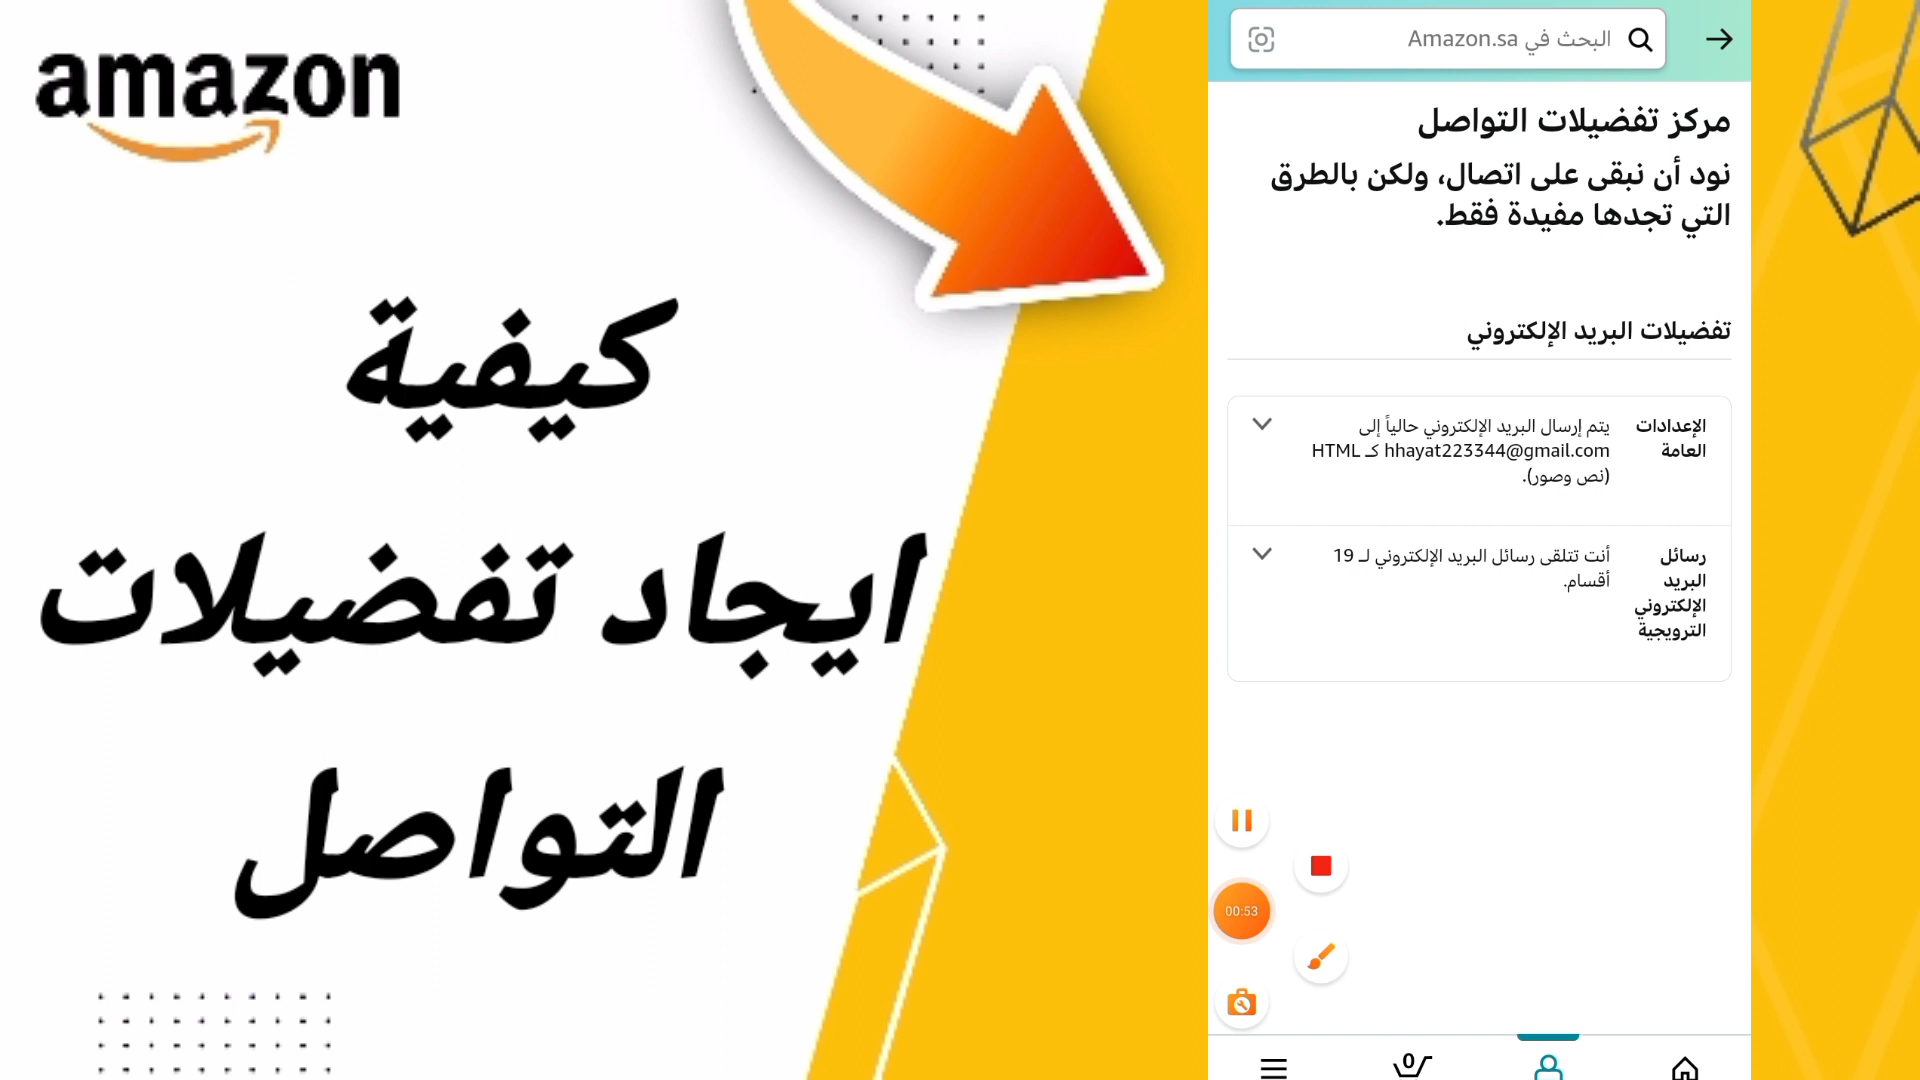 amazon
كيفية
ايجاد تفضيلات
التواصل
البحث في Amazon.sa
مركز تفضيلات التواصل
نود أن نبقى على اتصال، ولكن بالطرق
التي تجدها مفيدة فقط.
تفضيلات البريد الإلكتروني
الإعدادات
العامة
يتم إرسال البريد الإلكتروني حالياً إلى
hhayat223344@gmail.com كـ HTML
(نص وصور).
رسائل
البريد
الإلكتروني
الترويجية
أنت تتلقى رسائل البريد الإلكتروني لـ 19
أقسام.
00:53
0